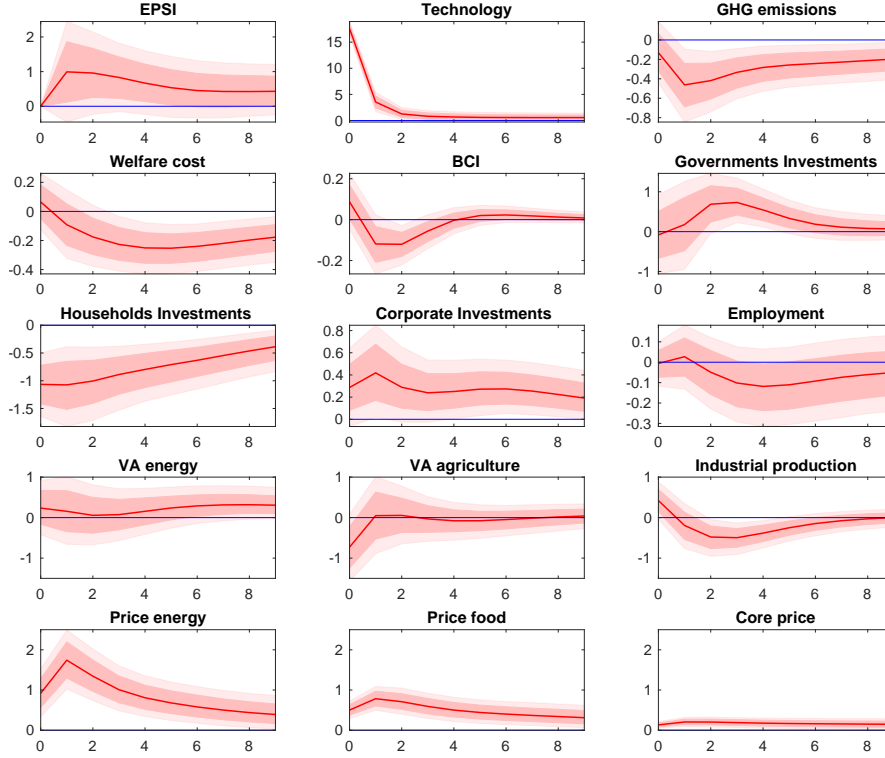 EPSI Technology GHG emissions
2 15 0
1 10 -0.2
0 5 -0.4
0 -0.6
-0.8
0 2 4 6 8 0 2 4 6 8 0 2 4 6 8
Welfare cost BCI Governments Investments
0.2 0.2 1
0 0 0
-0.2 -0.2 -1
-0.4
0 2 4 6 8 0 2 4 6 8 0 2 4 6 8
Households Investments Corporate Investments Employment
0 0.8 0.1
-0.5 0.6 0
-1 0.4 -0.1
-1.5 0.2 -0.2
0 -0.3
0 2 4 6 8 0 2 4 6 8 0 2 4 6 8
VA energy VA agriculture Industrial production
1 1 1
0 0 0
-1 -1 -1
0 2 4 6 8 0 2 4 6 8 0 2 4 6 8
Price energy Price food Core price
2 2 2
1 1 1
0 0 0
0 2 4 6 8 0 2 4 6 8 0 2 4 6 8